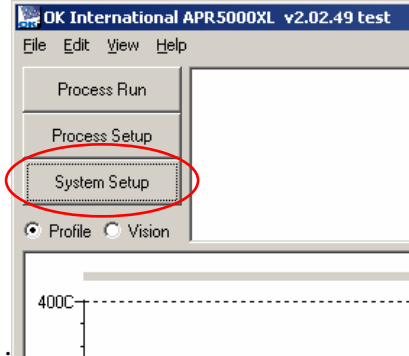 OK International APR5000XL v2.02.49 test
File Edit View Help
Process Run
Process Setup
System Setup
Profile Vision
400C